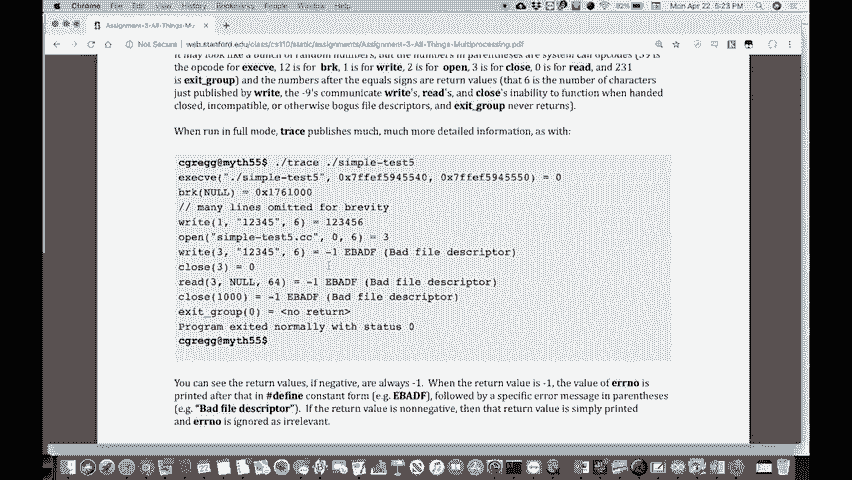 Chrome File Edit View History Bookmarks People Window Help
82%
Mon Apr 22 5:23 PM
Assignment-3-All-Things-Mu
Not Secure | web.stanford.edu/class/cs110/static/assignments/Assignment-3-All-Things-Multiprocessing.pdf
it may look like a bunch of random numbers, but the numbers in parentheses are system call opcodes (59 is
the opcode for execve, 12 is for brk, 1 is for write, 2 is for open, 3 is for close, 0 is for read, and 231
is exit_group) and the numbers after the equals signs are return values (that 6 is the number of characters
just published by write, the -9's communicate write's, read's, and close's inability to function when handed
closed, incompatible, or otherwise bogus file descriptors, and exit_group never returns).
When run in full mode, trace publishes much, much more detailed information, as with:
cgregg@myth55$ ./trace ./simple-test5
execve("./simple-test5", 0x7ffef5945540, 0x7ffef5945550) = 0
brk(NULL) = 0x1761000
// many lines omitted for brevity
write(1, "12345", 6) = 123456
open("simple-test5.cc", 0, 6) = 3
write(3, "12345", 6) = -1 EBADF (Bad file descriptor)
close(3) = 0
read(3, NULL, 64) = -1 EBADF (Bad file descriptor)
close(1000) = -1 EBADF (Bad file descriptor)
exit_group(0) = <no return>
Program exited normally with status 0
cgregg@myth55$
You can see the return values, if negative, are always -1. When the return value is -1, the value of errno is
printed after that in #define constant form (e.g. EBADF), followed by a specific error message in parentheses
(e.g. "Bad file descriptor"). If the return value is nonnegative, then that return value is simply printed
and errno is ignored as irrelevant.